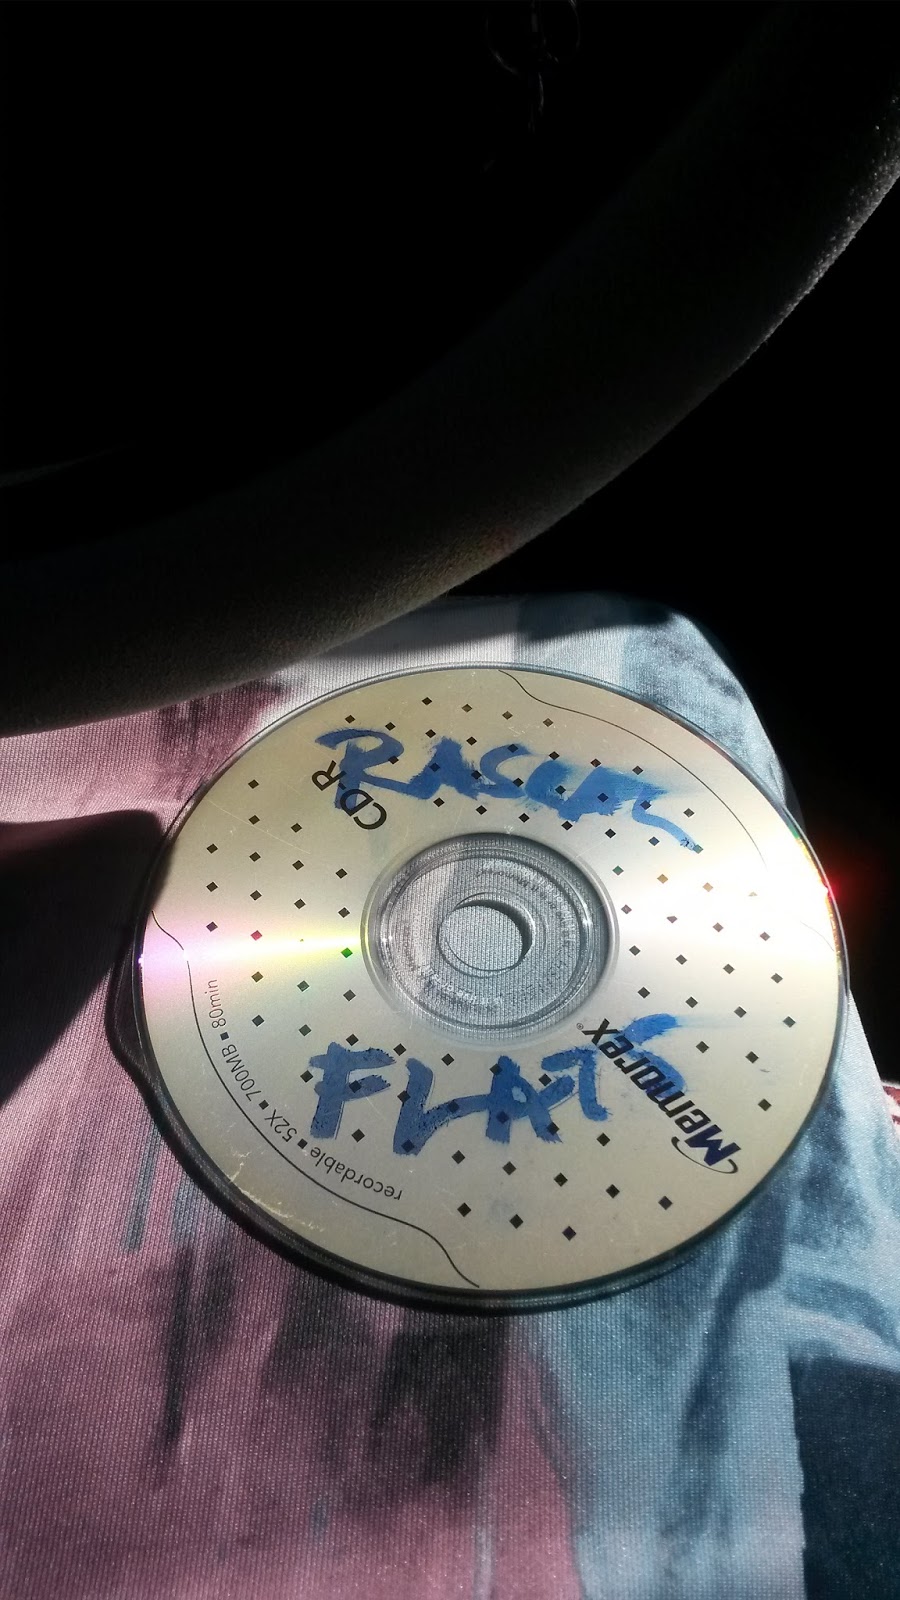 RASCAL
FLATS
CD-R
Memorex®
recordable ▪ 52X ▪ 700MB ▪ 80min